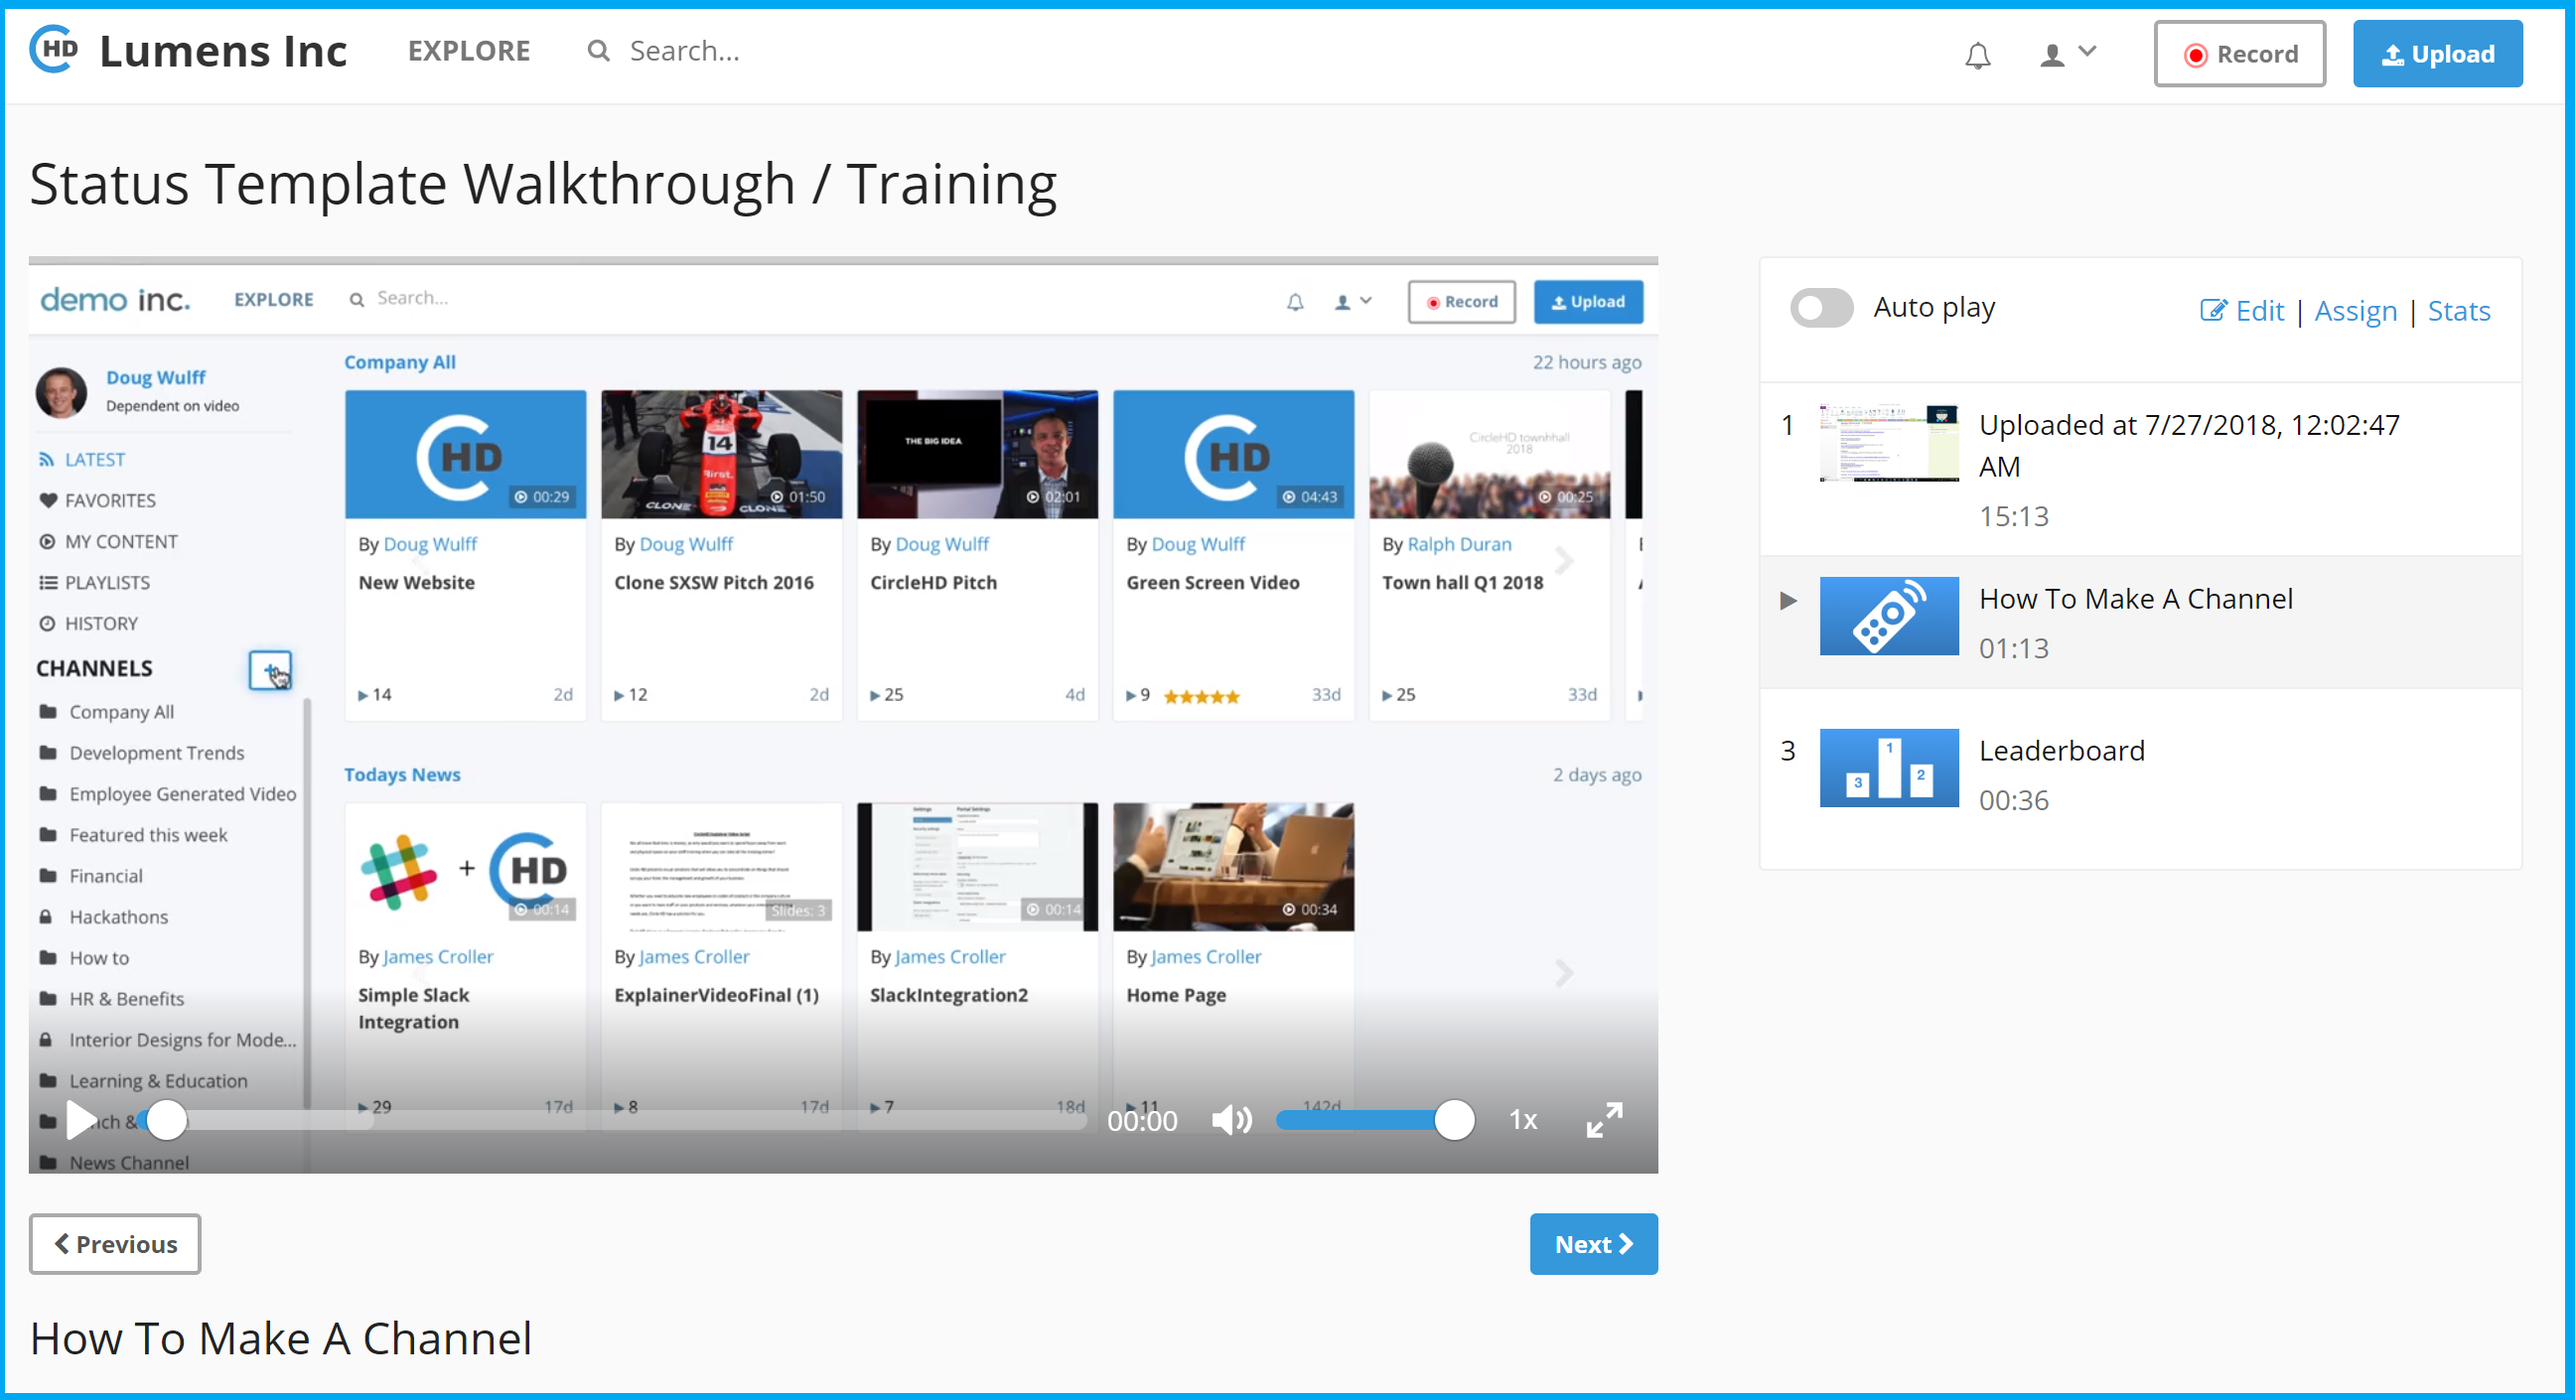 HD Lumens Inc EXPLORE Search... Record Upload
Status Template Walkthrough / Training
demo inc. EXPLORE Search... Record Upload
Doug Wulff
Dependent on video
LATEST
FAVORITES
MY CONTENT
PLAYLISTS
HISTORY
CHANNELS
Company All
Development Trends
Employee Generated Video
Featured this week
Financial
Hackathons
How to
HR & Benefits
Interior Designs for Mode...
Learning & Education
News Channel
Company All 22 hours ago
HD 00:29
By Doug Wulff
New Website
14 2d
14
first.
CLONE CLONE
01:50
By Doug Wulff
Clone SXSW Pitch 2016
12 2d
THE BIG IDEA
02:01
By Doug Wulff
CircleHD Pitch
25 4d
HD 04:43
By Doug Wulff
Green Screen Video
9 33d
CircleHD townhhall
2018
00:25
By Ralph Duran
Town hall Q1 2018
25 33d
Todays News 2 days ago
+ HD
00:14
By James Croller
Simple Slack
Integration
29 17d
Slides: 3
By James Croller
ExplainerVideoFinal (1)
8 17d
00:14
By James Croller
SlackIntegration2
7 18d
00:34
By James Croller
Home Page
11 142d
00:00 1x
Previous Next
How To Make A Channel
Auto play Edit | Assign | Stats
1 Uploaded at 7/27/2018, 12:02:47
AM
15:13
How To Make A Channel
01:13
3 1 2 3 Leaderboard
00:36